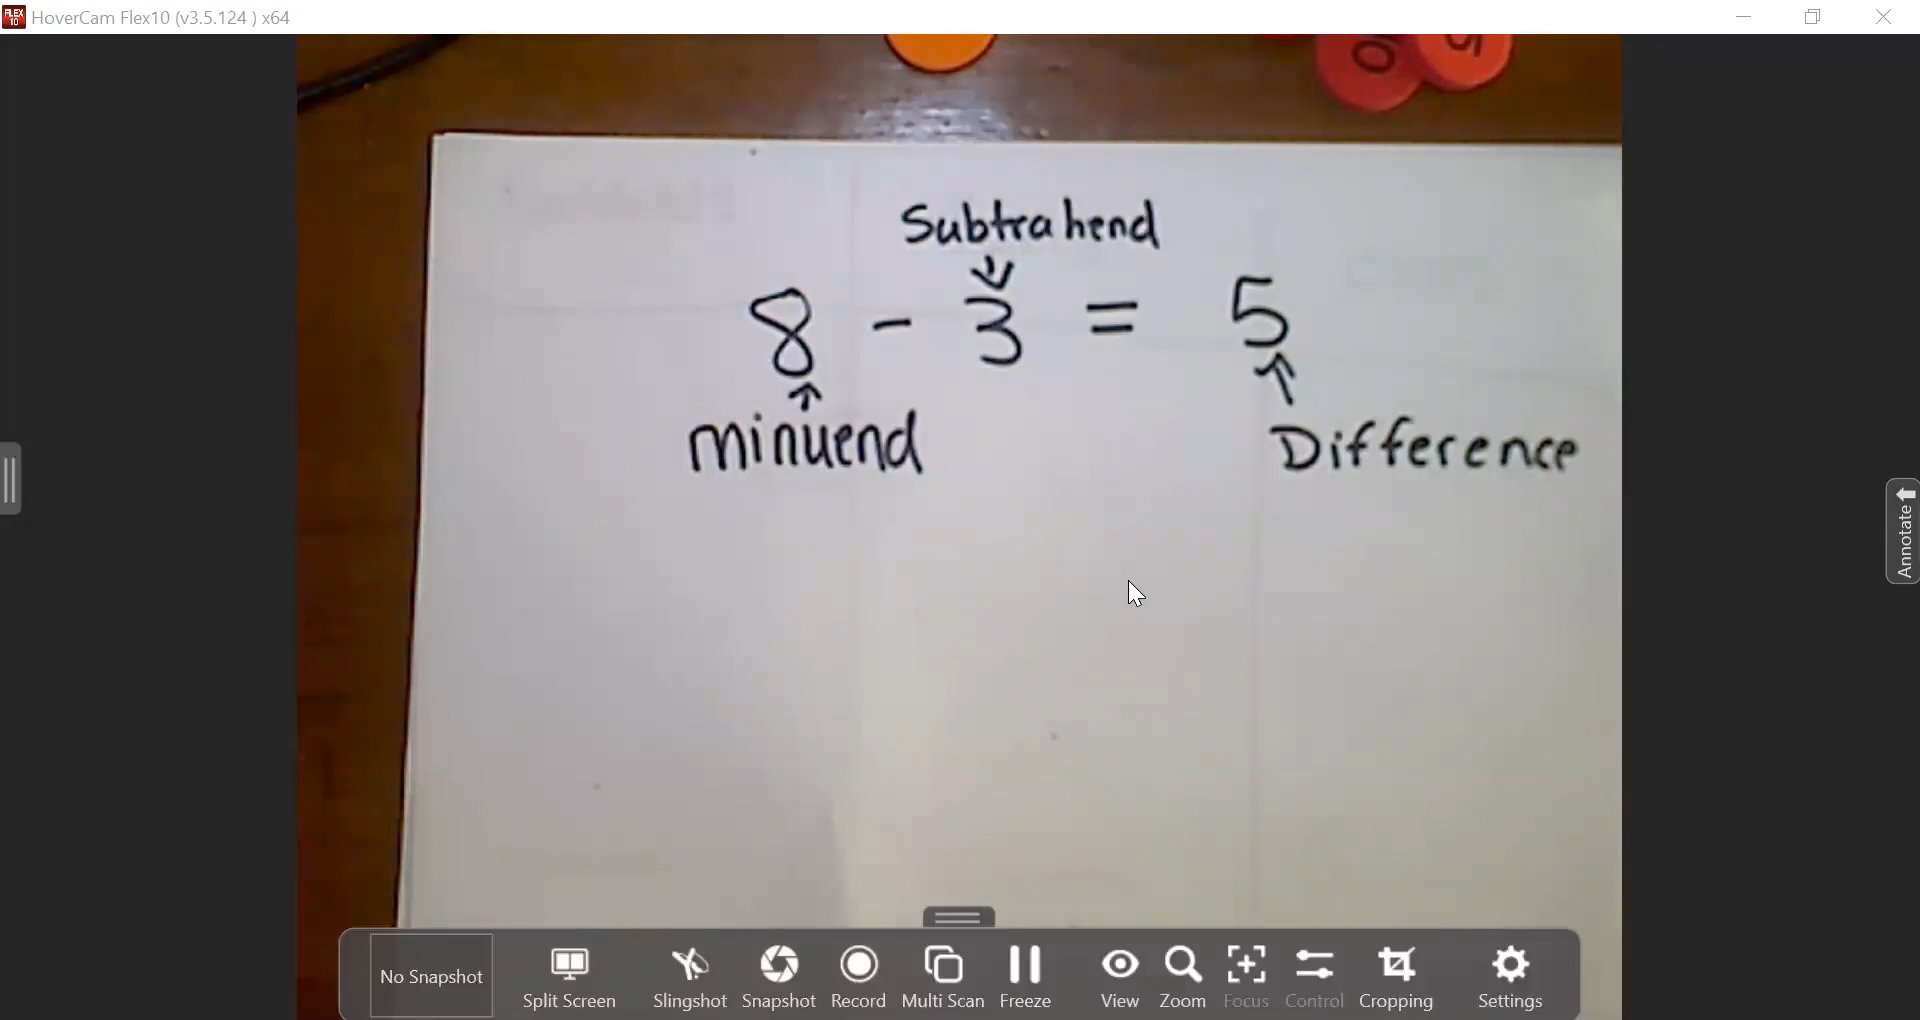 HoverCam Flex10 (v3.5.124 ) x64
Subtrahend
8 - 3 = 5
minuend
Difference
Annotate
No Snapshot
Split Screen
Slingshot
Snapshot
Record
Multi Scan
Freeze
View
Zoom
Focus
Control
Cropping
Settings